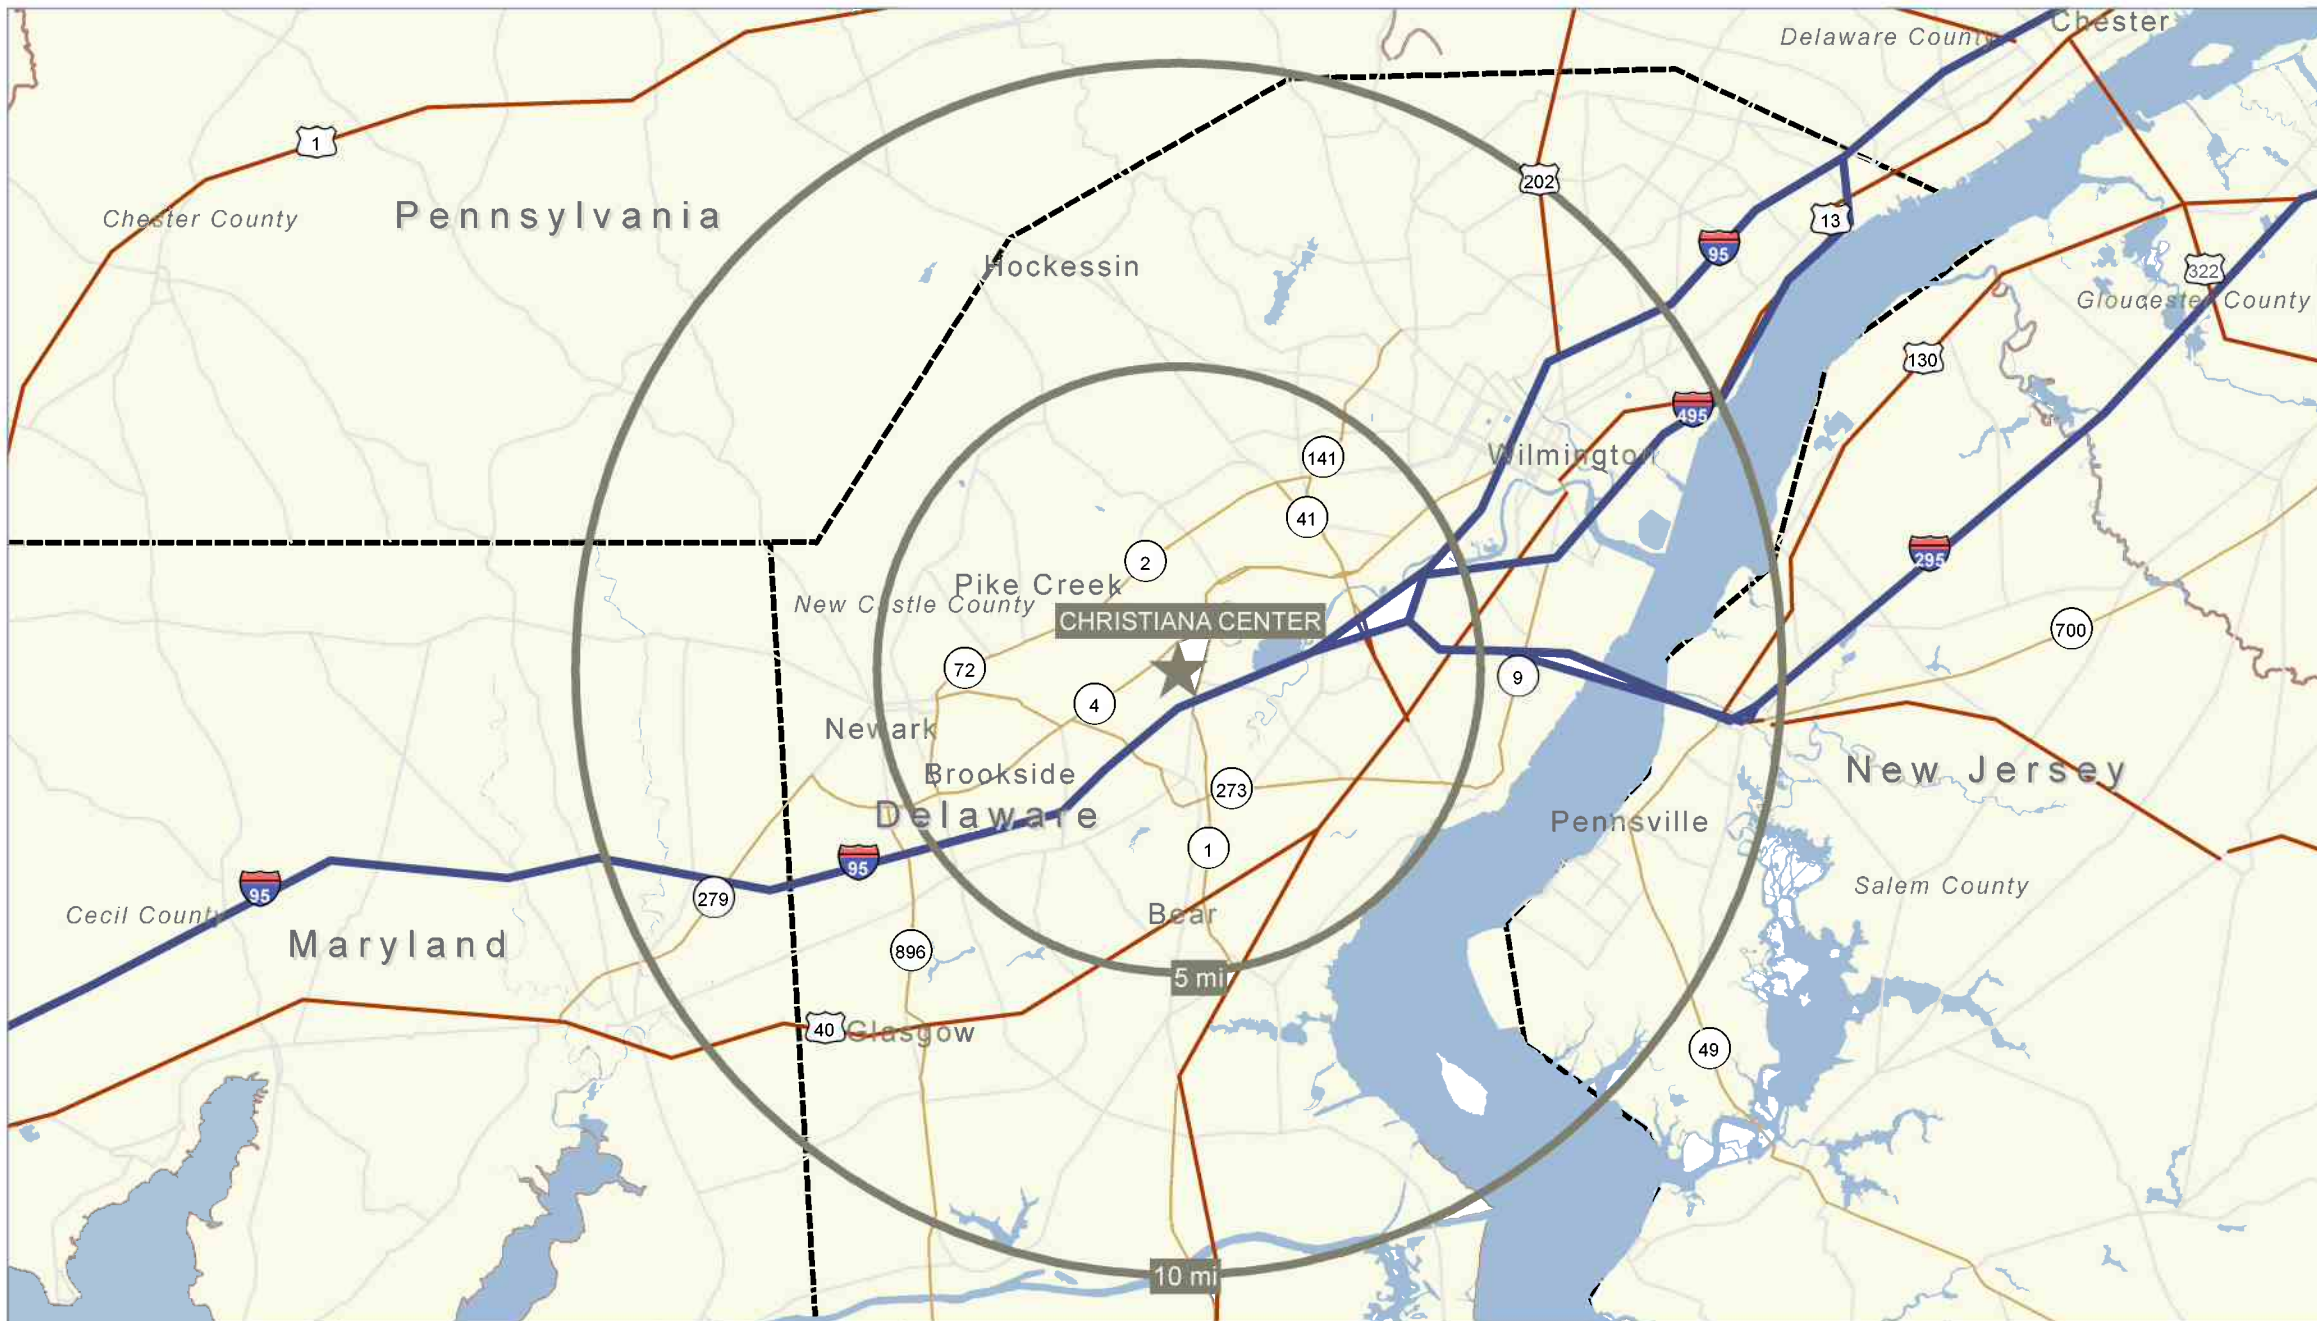 Chester
Delaware County
1
202
Chester County
Pennsylvania
13
95
Hockessin
322
Gloucester County
130
495
141
Wilmington
41
295
2
Pike Creek
New Castle County
CHRISTIANA CENTER
700
72
9
4
Newark
Brookside
New Jersey
273
Delaware
Pennsville
1
95
95
279
Salem County
Cecil County
Bear
Maryland
896
5 mi
40
Glasgow
49
10 mi